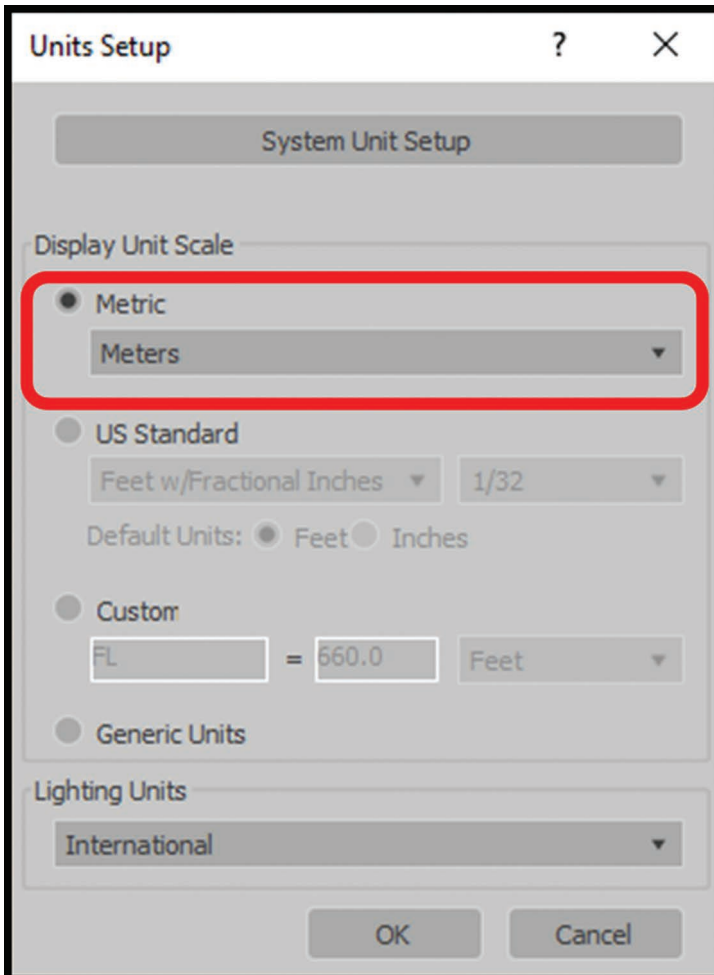 Units Setup ? X
System Unit Setup
Display Unit Scale
Metric
Meters
US Standard
Feet w/Fractional Inches 1/32
Default Units: Feet Inches
Custom
FL = 660.0 Feet
Generic Units
Lighting Units
International
OK Cancel